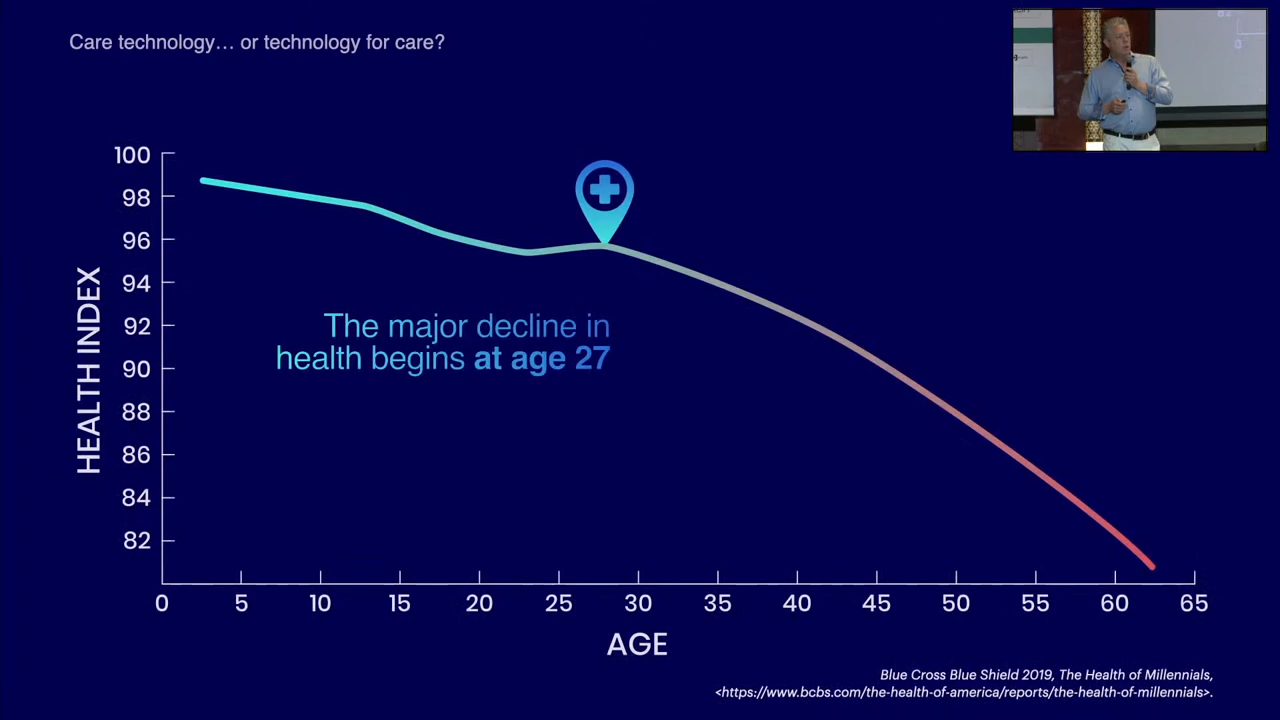 Care technology… or technology for care?
100
98
96
94
92
90
88
86
84
82
HEALTH INDEX
The major decline in
health begins at age 27
0 5 10 15 20 25 30 35 40 45 50 55 60 65
AGE
Blue Cross Blue Shield 2019, The Health of Millennials,
<https://www.bcbs.com/the-health-of-america/reports/the-health-of-millennials>.